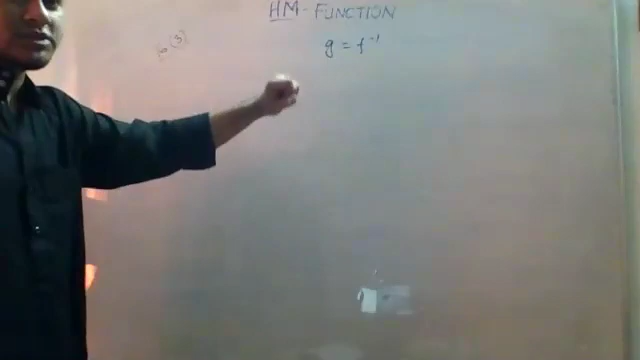 HM - FUNCTION
g = f⁻¹